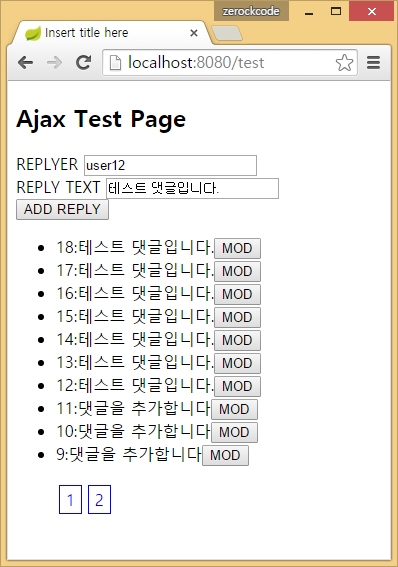 zerockcode
Insert title here
localhost:8080/test
Ajax Test Page
REPLYER user12
REPLY TEXT 테스트 댓글입니다.
ADD REPLY
18:테스트 댓글입니다. MOD
17:테스트 댓글입니다. MOD
16:테스트 댓글입니다. MOD
15:테스트 댓글입니다. MOD
14:테스트 댓글입니다. MOD
13:테스트 댓글입니다. MOD
12:테스트 댓글입니다. MOD
11:댓글을 추가합니다 MOD
10:댓글을 추가합니다 MOD
9:댓글을 추가합니다 MOD
1 2